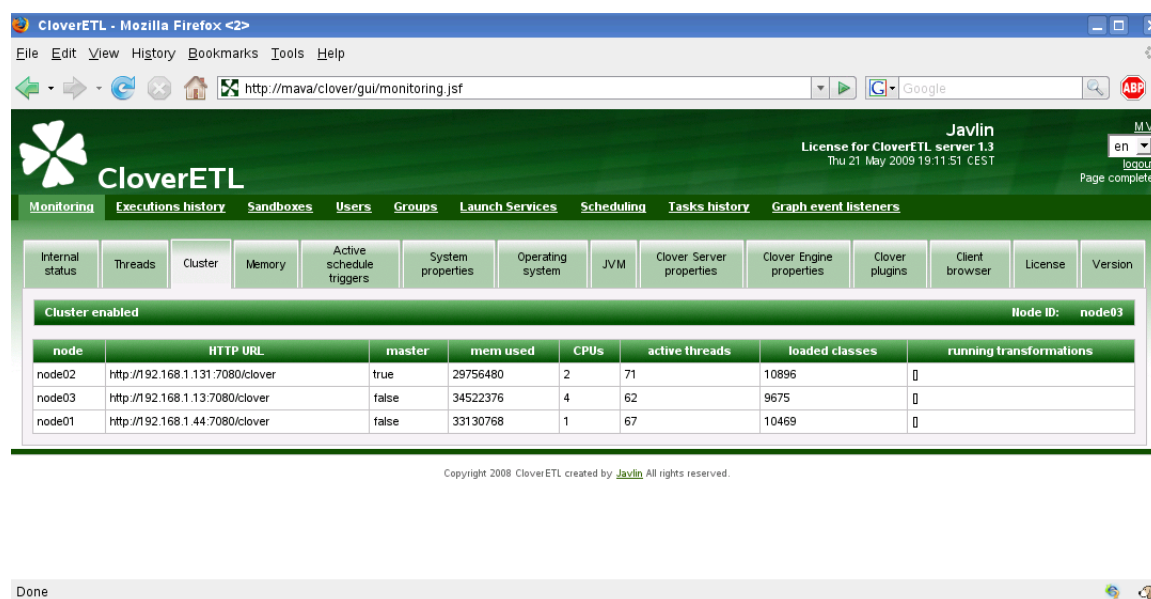 CloverETL - Mozilla Firefox <2>
File Edit View History Bookmarks Tools Help
http://mava/clover/gui/monitoring.jsf
G Google
ABP
Javlin
License for CloverETL server 1.3
Thu 21 May 2009 19:11:51 CEST
en
logou
Page complete
CloverETL
Monitoring Executions history Sandboxes Users Groups Launch Services Scheduling Tasks history Graph event listeners
Internal status Threads Cluster Memory Active schedule triggers System properties Operating system JVM Clover Server properties Clover Engine properties Clover plugins Client browser License Version
Cluster enabled Node ID: node03
node HTTP URL master mem used CPUs active threads loaded classes running transformations
node02 http://192.168.1.131:7080/clover true 29756480 2 71 10896 []
node03 http://192.168.1.13:7080/clover false 34522376 4 62 9675 []
node01 http://192.168.1.44:7080/clover false 33130768 1 67 10469 []
Copyright 2008 CloverETL created by Javlin All rights reserved.
Done